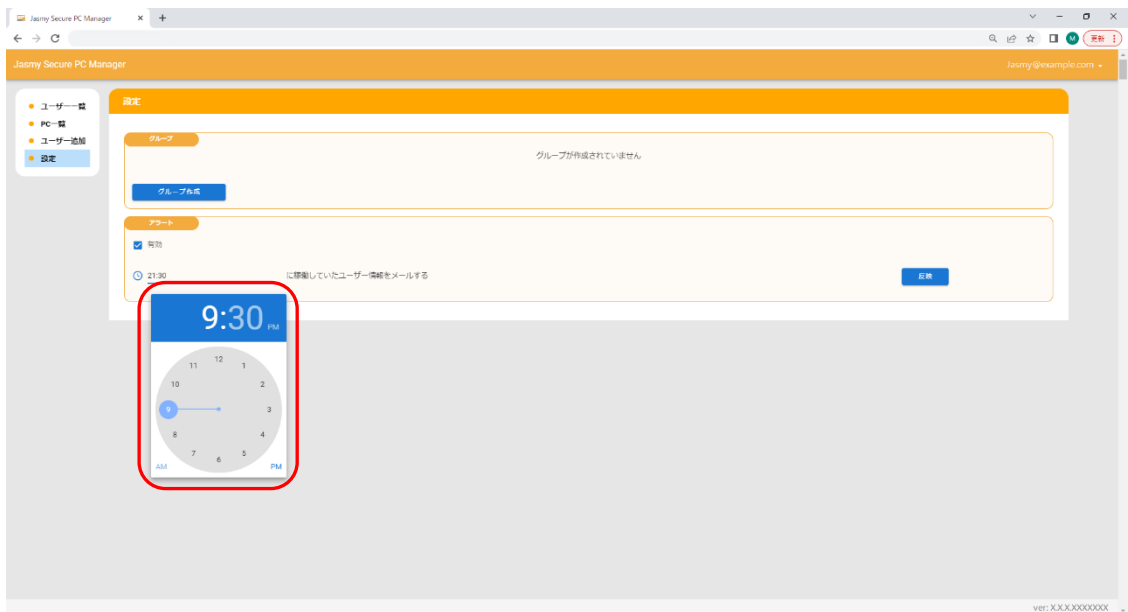 Jasmy Secure PC Manager
M
更新
Jasmy Secure PC Manager
Jasmy@example.com
ユーザー一覧
PC一覧
ユーザー追加
設定
設定
グループ
グループが作成されていません
グループ作成
アラート
有効
21:30 に稼働していたユーザー情報をメールする
反映
9:30 PM
12
11 1
10 2
9 3
8 4
7 5
6
AM PM
ver: X.X.XXXXXXXXX